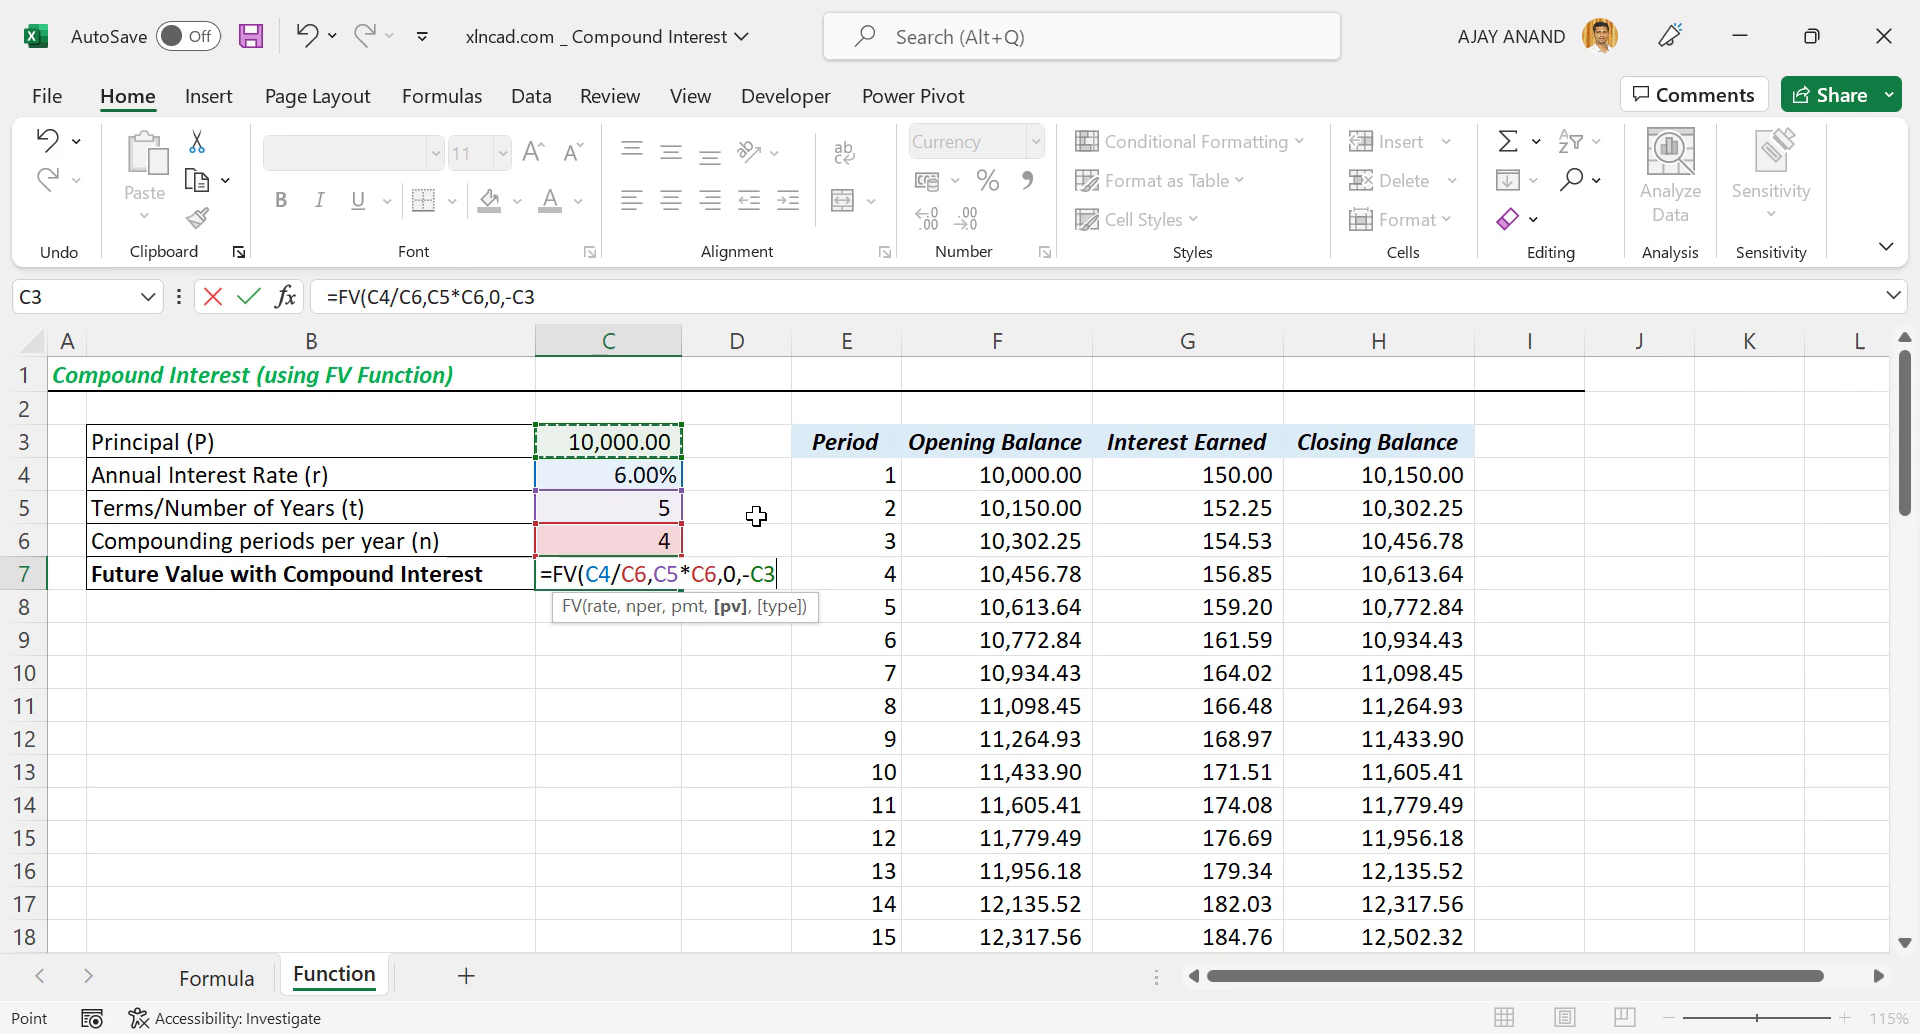 AutoSave Off xlncad.com _ Compound Interest Search (Alt+Q) AJAY ANAND
File Home Insert Page Layout Formulas Data Review View Developer Power Pivot Comments Share
Paste 11 A A Currency Conditional Formatting Insert Analyze Data Sensitivity
B I U A % , Format as Table Delete
Cell Styles Format
Undo Clipboard Font Alignment Number Styles Cells Editing Analysis Sensitivity
C3 fx =FV(C4/C6,C5*C6,0,-C3
A B C D E F G H I J K L
1 Compound Interest (using FV Function)
2
3 Principal (P) 10,000.00 Period Opening Balance Interest Earned Closing Balance
4 Annual Interest Rate (r) 6.00% 1 10,000.00 150.00 10,150.00
5 Terms/Number of Years (t) 5 2 10,150.00 152.25 10,302.25
6 Compounding periods per year (n) 4 3 10,302.25 154.53 10,456.78
7 Future Value with Compound Interest =FV(C4/C6,C5*C6,0,-C3 4 10,456.78 156.85 10,613.64
8 FV(rate, nper, pmt, [pv], [type]) 5 10,613.64 159.20 10,772.84
9 6 10,772.84 161.59 10,934.43
10 7 10,934.43 164.02 11,098.45
11 8 11,098.45 166.48 11,264.93
12 9 11,264.93 168.97 11,433.90
13 10 11,433.90 171.51 11,605.41
14 11 11,605.41 174.08 11,779.49
15 12 11,779.49 176.69 11,956.18
16 13 11,956.18 179.34 12,135.52
17 14 12,135.52 182.03 12,317.56
18 15 12,317.56 184.76 12,502.32
Formula Function
Point Accessibility: Investigate 115%